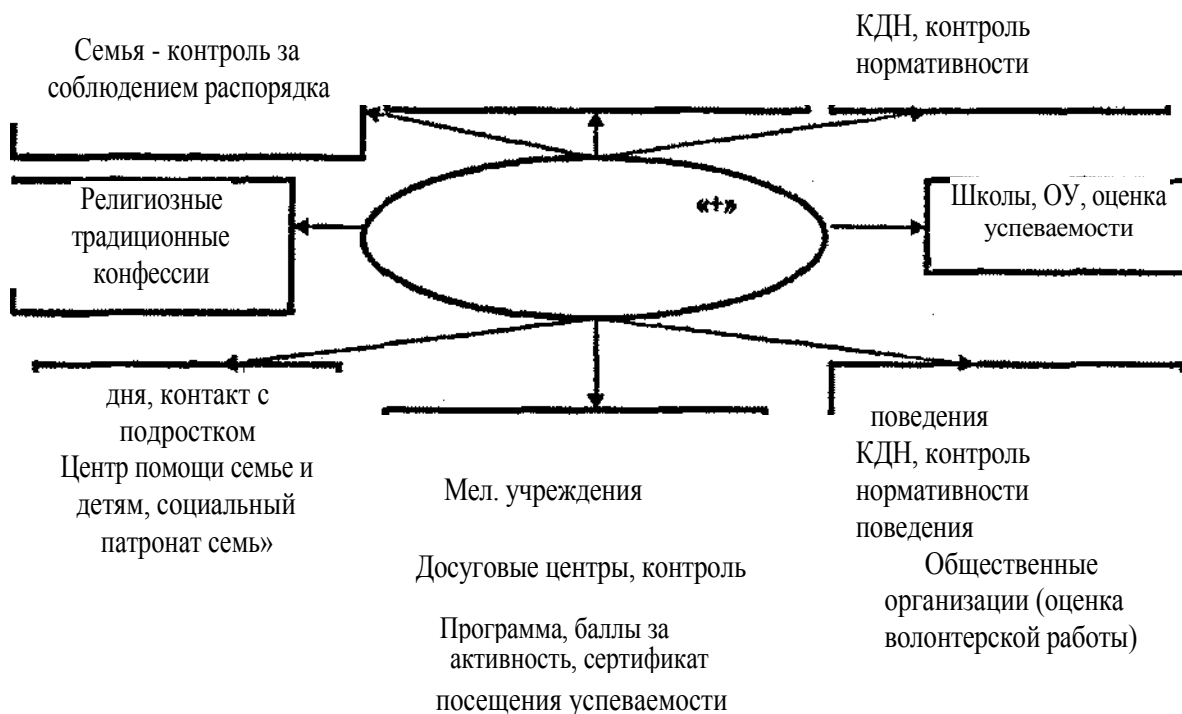 Семья - контроль за
соблюдением распорядка
КДН, контроль
нормативности
«+»
Религиозные
традиционные
конфессии
Школы, ОУ, оценка
успеваемости
дня, контакт с
подростком
Центр помощи семье и
детям, социальный
патронат семь»
Мел. учреждения
Досуговые центры, контроль
Программа, баллы за
активность, сертификат
посещения успеваемости
поведения
КДН, контроль
нормативности
поведения
Общественные
организации (оценка
волонтерской работы)